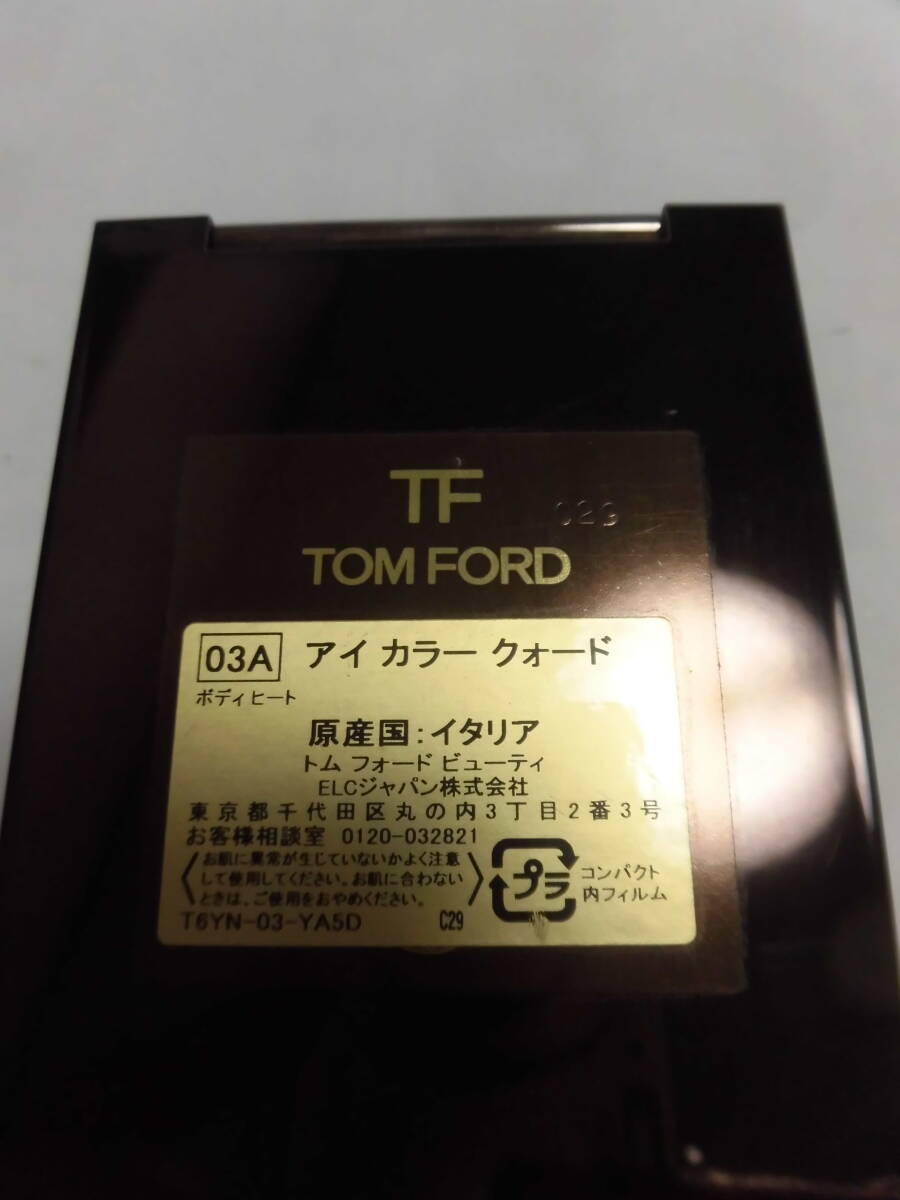 TF
C29
TOM FORD
03A アイ カラー クォード
ボディヒート
原産国:イタリア
トム フォード ビューティ
ELCジャパン株式会社
東京都千代田区丸の内3丁目2番3号
お客様相談室 0120-032821
〈お肌に異常が生じていないかよく注意
して使用してください。お肌に合わない
ときは、ご使用をおやめください。〉
プラ
コンパクト
内フィルム
T6YN-03-YA5D C29